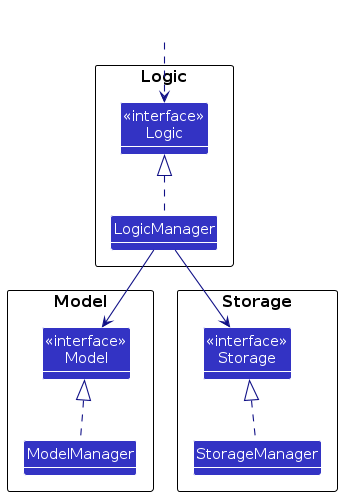 Logic
«interface»
Logic
LogicManager
Model
«interface»
Model
ModelManager
Storage
«interface»
Storage
StorageManager